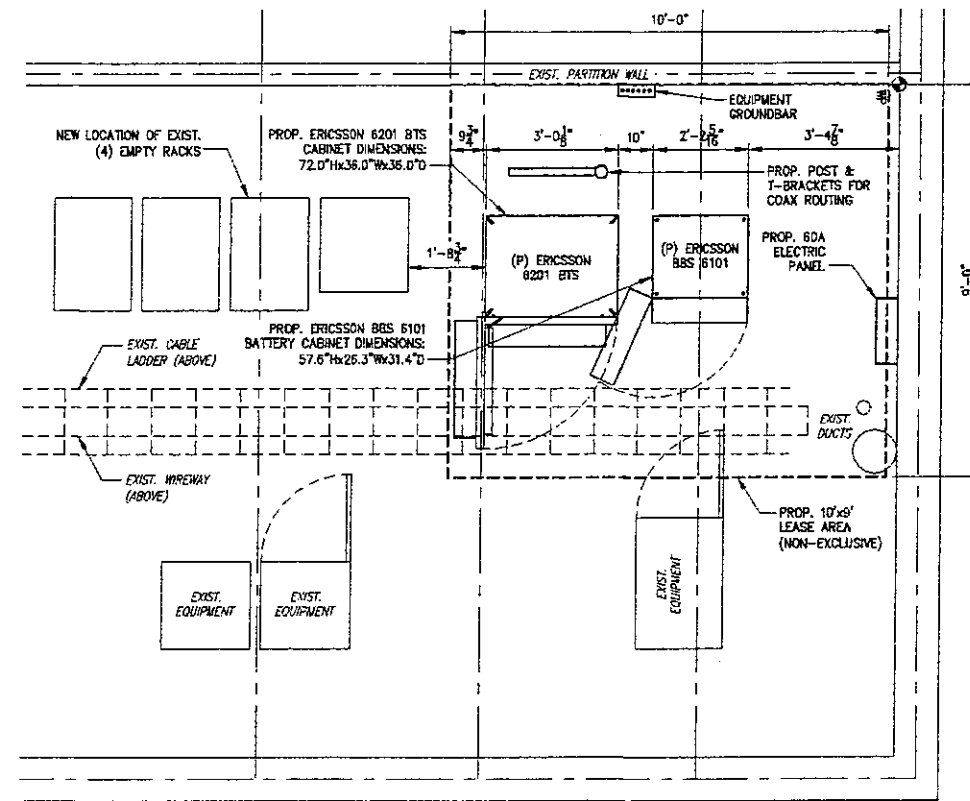 10'-0"
EXIST. PARTITION WALL
EQUIPMENT
GROUNDBAR
NEW LOCATION OF EXIST.
(4) EMPTY RACKS
PROP. ERICSSON 6201 BTS
CABINET DIMENSIONS:
72.0"Hx36.0"Wx36.0"D
9 3/4"
3'-0 1/8"
10"
2'-2 5/16"
3'-4 7/8"
PROP. POST &
T-BRACKETS FOR
COAX ROUTING
1'-8 3/4"
(P) ERICSSON
6201 BTS
(P) ERICSSON
BBS 6101
PROP. 60A
ELECTRIC
PANEL
9'-0"
PROP. ERICSSON BBS 6101
BATTERY CABINET DIMENSIONS:
57.6"Hx26.3"Wx31.4"D
EXIST. CABLE
LADDER (ABOVE)
EXIST.
DUCTS
EXIST. WIREWAY
(ABOVE)
PROP. 10'x9'
LEASE AREA
(NON-EXCLUSIVE)
EXIST.
EQUIPMENT
EXIST.
EQUIPMENT
EXIST.
EQUIPMENT